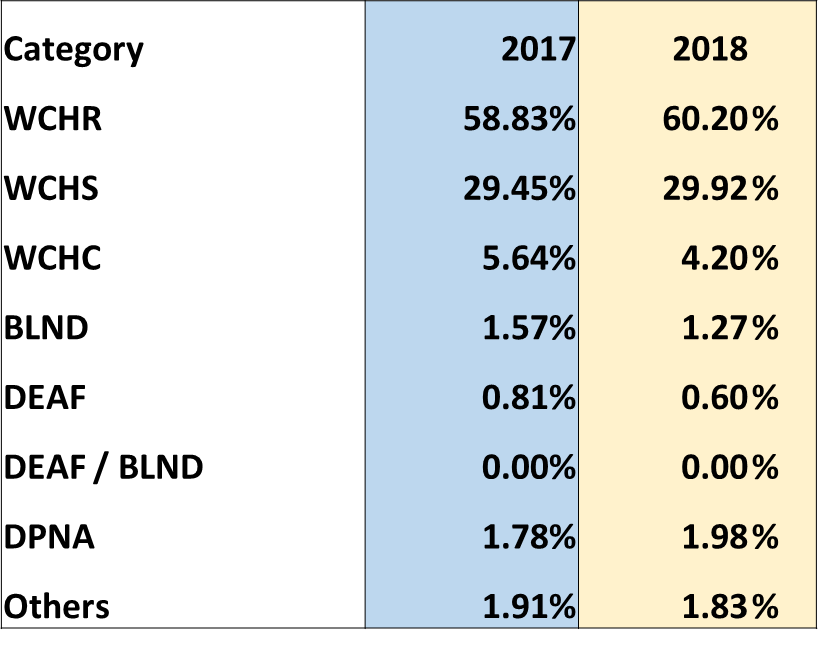 Category 2017 2018
WCHR 58.83% 60.20%
WCHS 29.45% 29.92%
WCHC 5.64% 4.20%
BLND 1.57% 1.27%
DEAF 0.81% 0.60%
DEAF / BLND 0.00% 0.00%
DPNA 1.78% 1.98%
Others 1.91% 1.83%